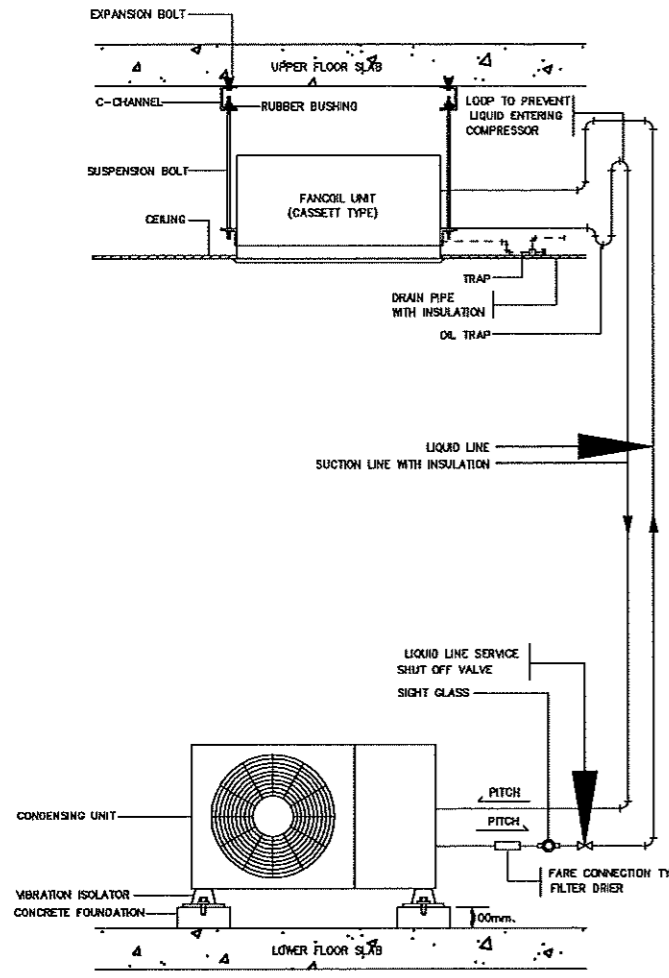 EXPANSION BOLT
UPPER FLOOR SLAB
C-CHANNEL
RUBBER BUSHING
LOOP TO PREVENT
LIQUID ENTERING
COMPRESSOR
SUSPENSION BOLT
FANCOIL UNIT
(CASSETT TYPE)
CEILING
TRAP
DRAIN PIPE
WITH INSULATION
OIL TRAP
LIQUID LINE
SUCTION LINE WITH INSULATION
LIQUID LINE SERVICE
SHUT OFF VALVE
SIGHT GLASS
PITCH
PITCH
CONDENSING UNIT
FARE CONNECTION TY
FILTER DRIER
VIBRATION ISOLATOR
CONCRETE FOUNDATION
100mm.
LOWER FLOOR SLAB